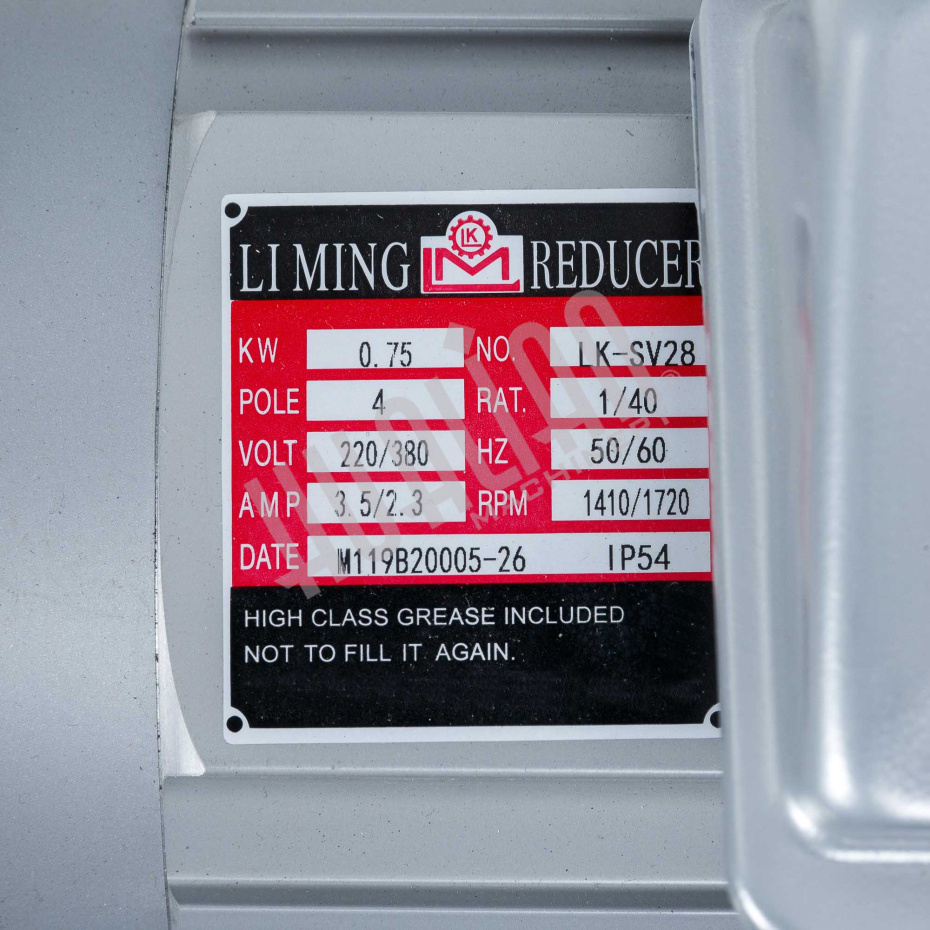 LI MING LK LM REDUCER
KW 0.75 NO. LK-SV28
POLE 4 RAT. 1/40
VOLT 220/380 HZ 50/60
AMP 3.5/2.3 RPM 1410/1720
DATE M119B20005-26 IP54
HIGH CLASS GREASE INCLUDED
NOT TO FILL IT AGAIN.
HUALIAN